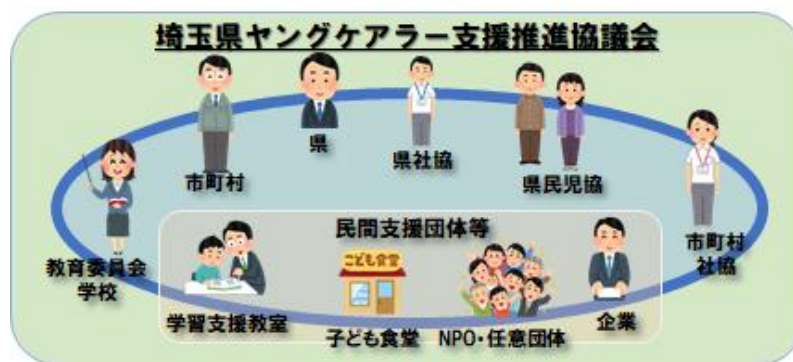 埼玉県ヤングケアラー支援推進協議会
県
市町村
県社協
県民児協
教育委員会
学校
市町村
社協
民間支援団体等
こども食堂
学習支援教室
子ども食堂
NPO・任意団体
企業